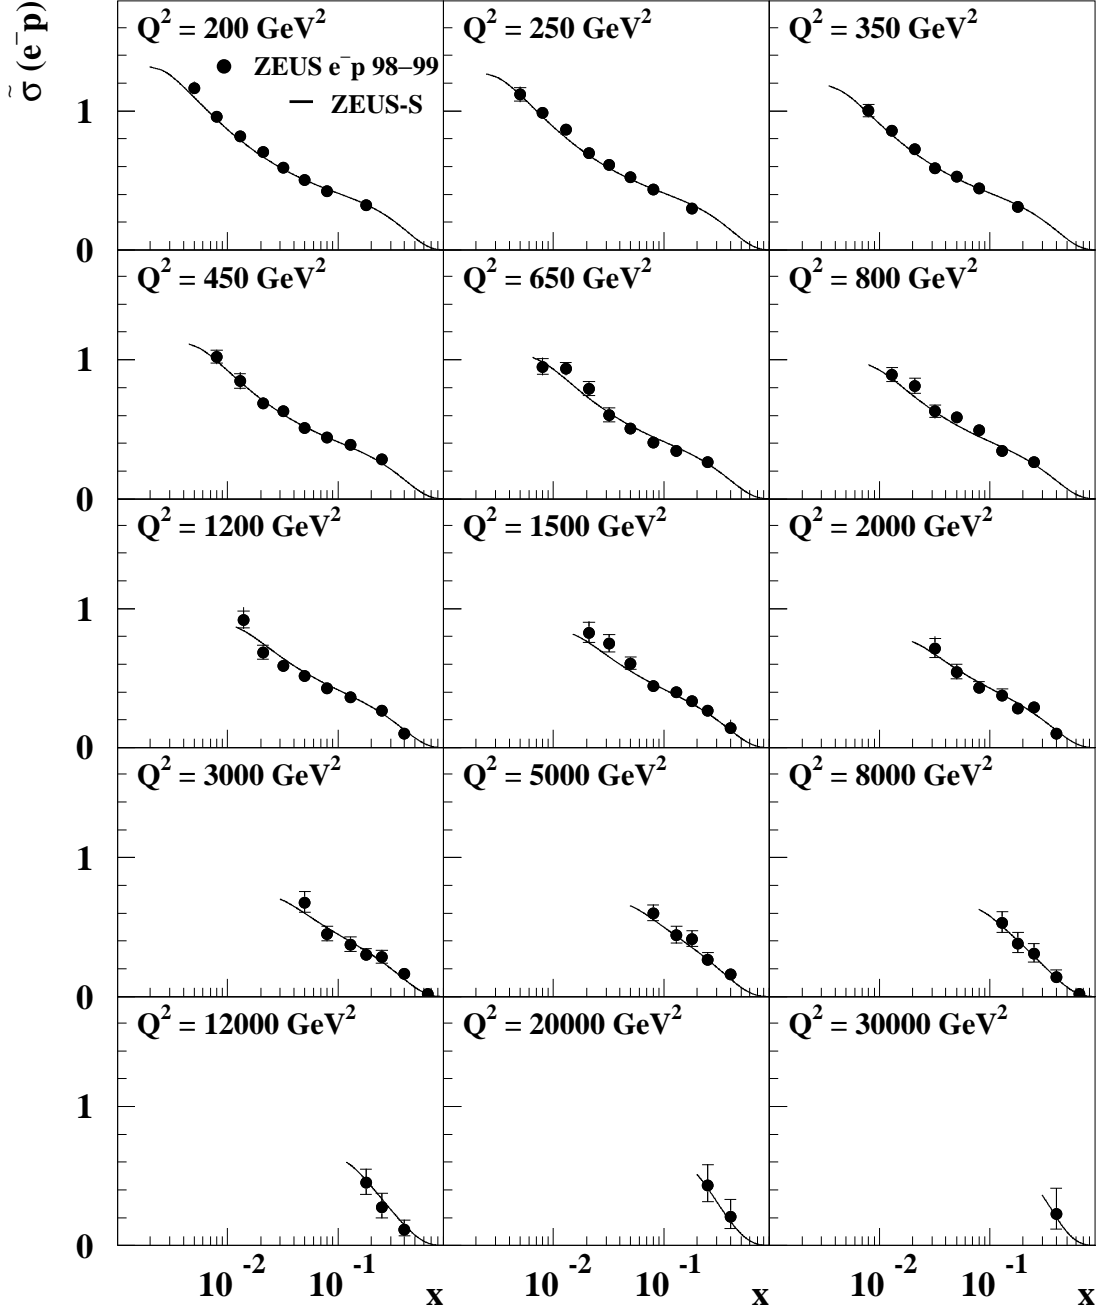 σ̃ (e⁻p)
Q² = 200 GeV²
ZEUS e⁻p 98–99
ZEUS-S
Q² = 250 GeV²
Q² = 350 GeV²
1
0
Q² = 450 GeV²
Q² = 650 GeV²
Q² = 800 GeV²
1
0
Q² = 1200 GeV²
Q² = 1500 GeV²
Q² = 2000 GeV²
1
0
Q² = 3000 GeV²
Q² = 5000 GeV²
Q² = 8000 GeV²
1
0
Q² = 12000 GeV²
Q² = 20000 GeV²
Q² = 30000 GeV²
1
0
10⁻² 10⁻¹ x 10⁻² 10⁻¹ x 10⁻² 10⁻¹ x